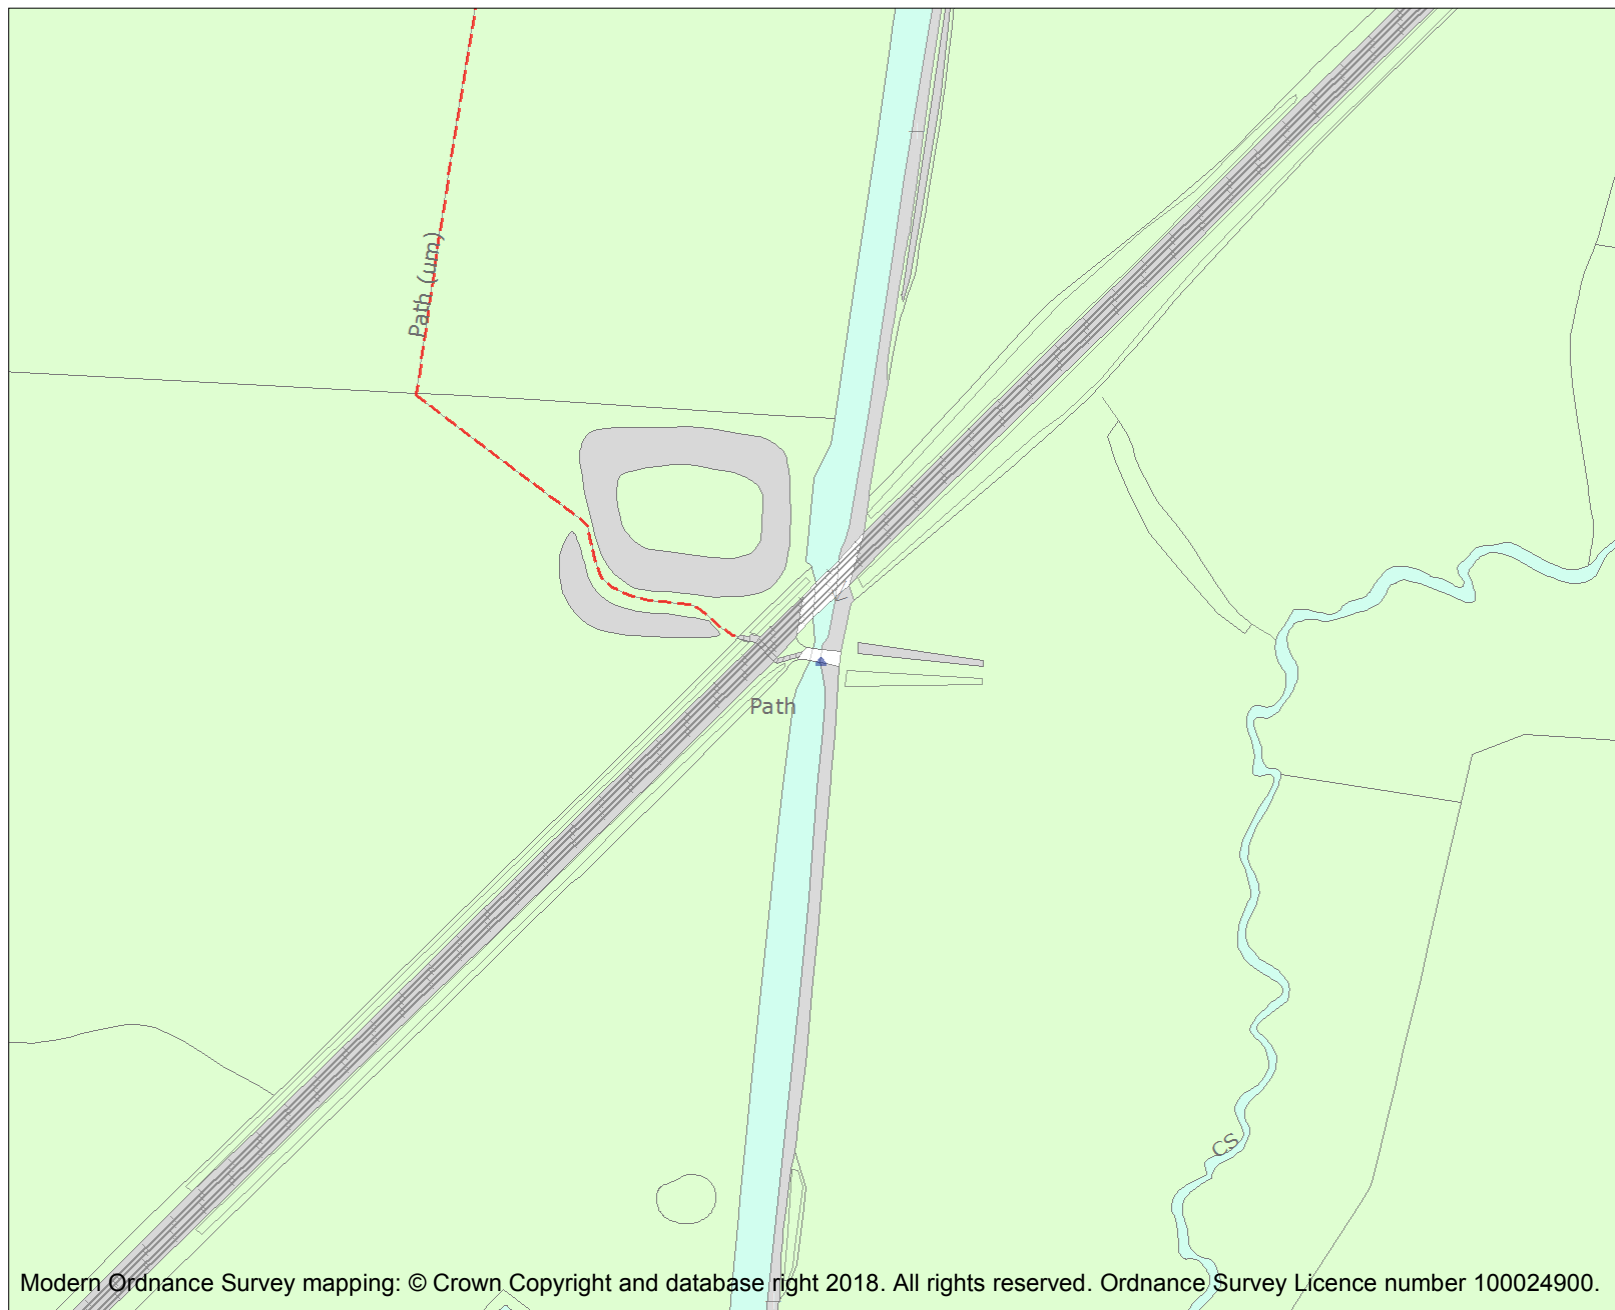 Path (um)
Path
CS
Modern Ordnance Survey mapping: © Crown Copyright and database right 2018. All rights reserved. Ordnance Survey Licence number 100024900.